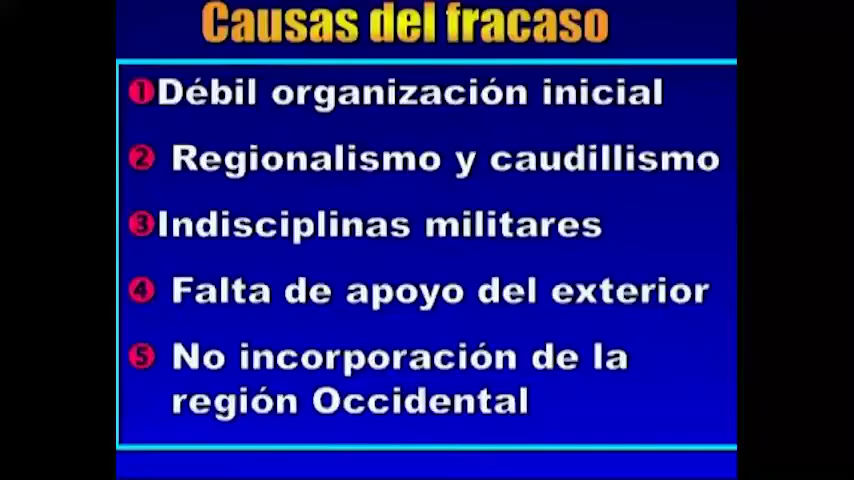 Causas del fracaso
❶Débil organización inicial
❷ Regionalismo y caudillismo
❸Indisciplinas militares
❹ Falta de apoyo del exterior
❺ No incorporación de la
región Occidental